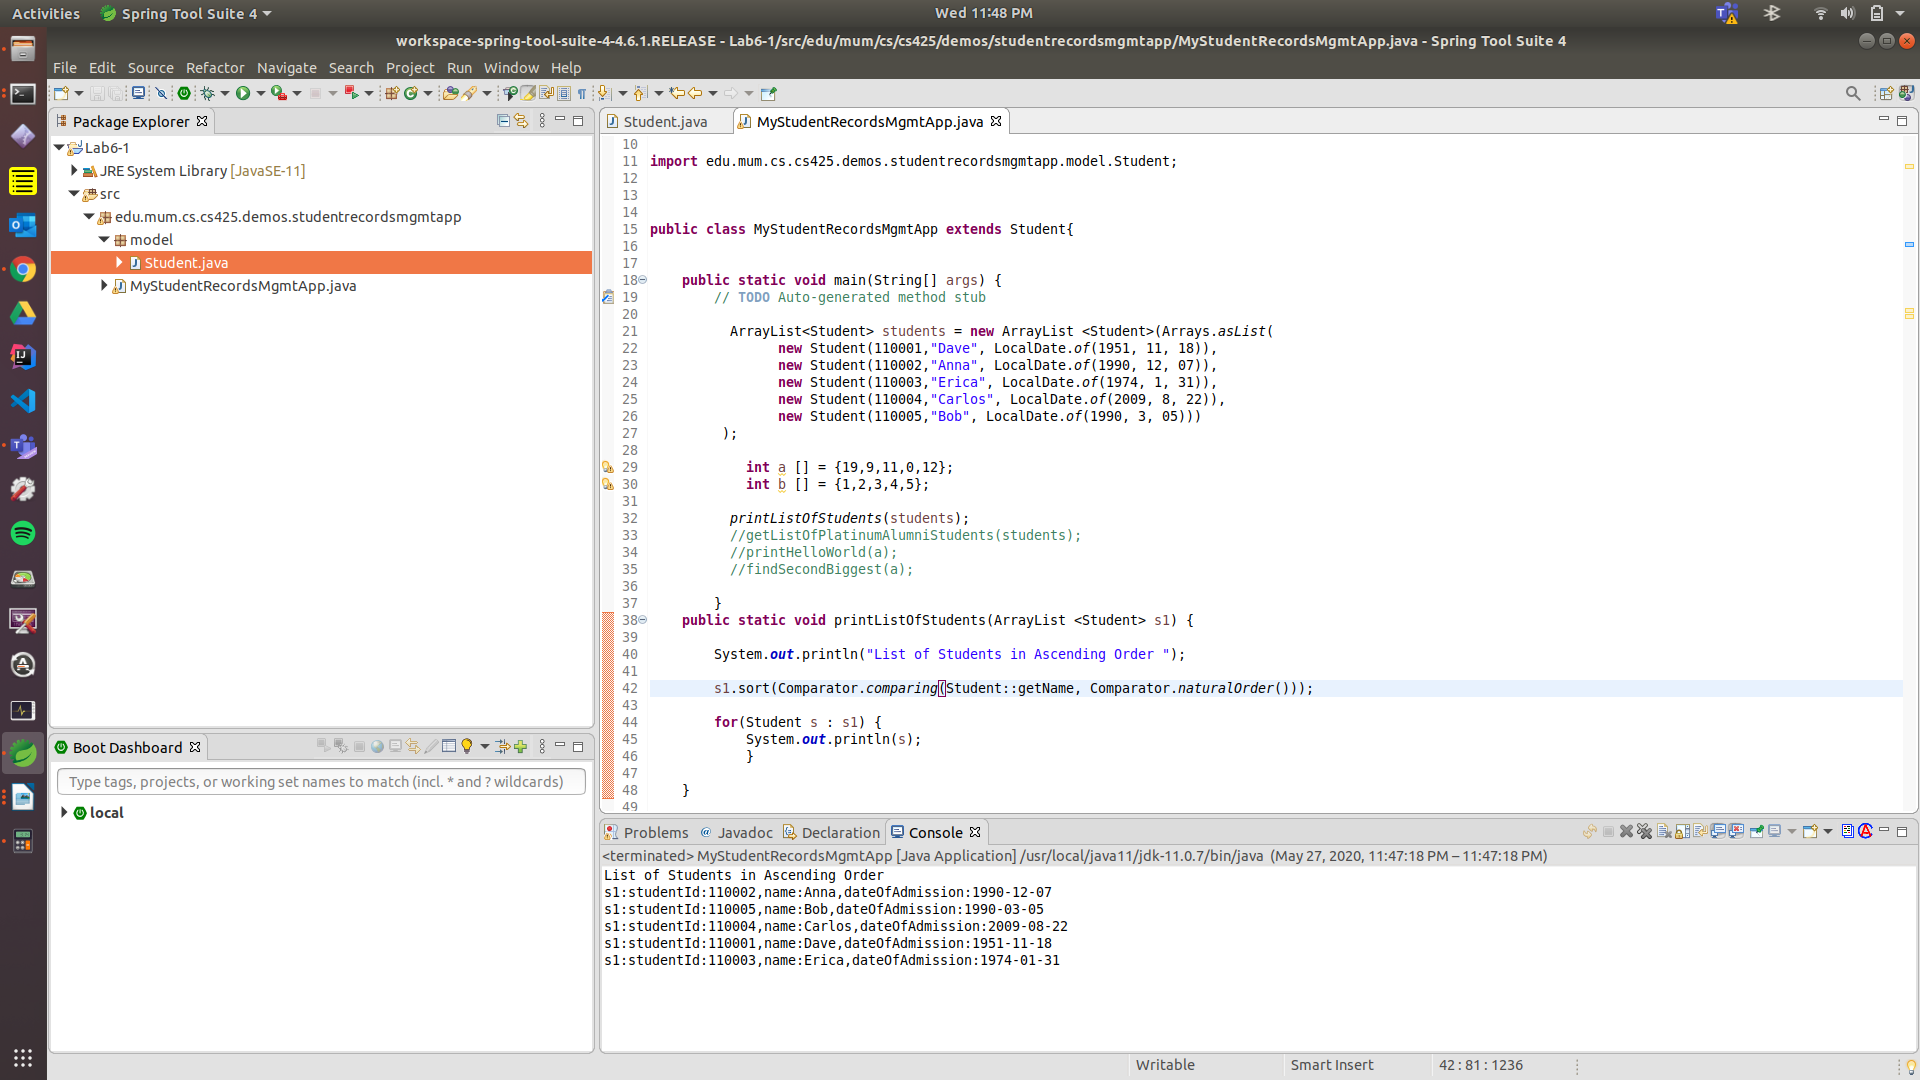 Activities Spring Tool Suite 4 Wed 11:48 PM
workspace-spring-tool-suite-4-4.6.1.RELEASE - Lab6-1/src/edu/mum/cs/cs425/demos/studentrecordsmgmtapp/MyStudentRecordsMgmtApp.java - Spring Tool Suite 4
File Edit Source Refactor Navigate Search Project Run Window Help
Package Explorer
Lab6-1
JRE System Library [JavaSE-11]
src
edu.mum.cs.cs425.demos.studentrecordsmgmtapp
model
Student.java
MyStudentRecordsMgmtApp.java
Boot Dashboard
Type tags, projects, or working set names to match (incl. * and ? wildcards)
local
Student.java MyStudentRecordsMgmtApp.java
10
11 import edu.mum.cs.cs425.demos.studentrecordsmgmtapp.model.Student;
12
13
14
15 public class MyStudentRecordsMgmtApp extends Student{
16
17
18 public static void main(String[] args) {
19 // TODO Auto-generated method stub
20
21 ArrayList<Student> students = new ArrayList <Student>(Arrays.asList(
22 new Student(110001,"Dave", LocalDate.of(1951, 11, 18)),
23 new Student(110002,"Anna", LocalDate.of(1990, 12, 07)),
24 new Student(110003,"Erica", LocalDate.of(1974, 1, 31)),
25 new Student(110004,"Carlos", LocalDate.of(2009, 8, 22)),
26 new Student(110005,"Bob", LocalDate.of(1990, 3, 05)))
27 );
28
29 int a [] = {19,9,11,0,12};
30 int b [] = {1,2,3,4,5};
31
32 printListOfStudents(students);
33 //getListOfPlatinumAlumniStudents(students);
34 //printHelloWorld(a);
35 //findSecondBiggest(a);
36
37 }
38 public static void printListOfStudents(ArrayList <Student> s1) {
39
40 System.out.println("List of Students in Ascending Order ");
41
42 s1.sort(Comparator.comparing(Student::getName, Comparator.naturalOrder()));
43
44 for(Student s : s1) {
45 System.out.println(s);
46 }
47
48 }
49
Problems Javadoc Declaration Console
<terminated> MyStudentRecordsMgmtApp [Java Application] /usr/local/java11/jdk-11.0.7/bin/java (May 27, 2020, 11:47:18 PM – 11:47:18 PM)
List of Students in Ascending Order
s1:studentId:110002,name:Anna,dateOfAdmission:1990-12-07
s1:studentId:110005,name:Bob,dateOfAdmission:1990-03-05
s1:studentId:110004,name:Carlos,dateOfAdmission:2009-08-22
s1:studentId:110001,name:Dave,dateOfAdmission:1951-11-18
s1:studentId:110003,name:Erica,dateOfAdmission:1974-01-31
Writable Smart Insert 42 : 81 : 1236